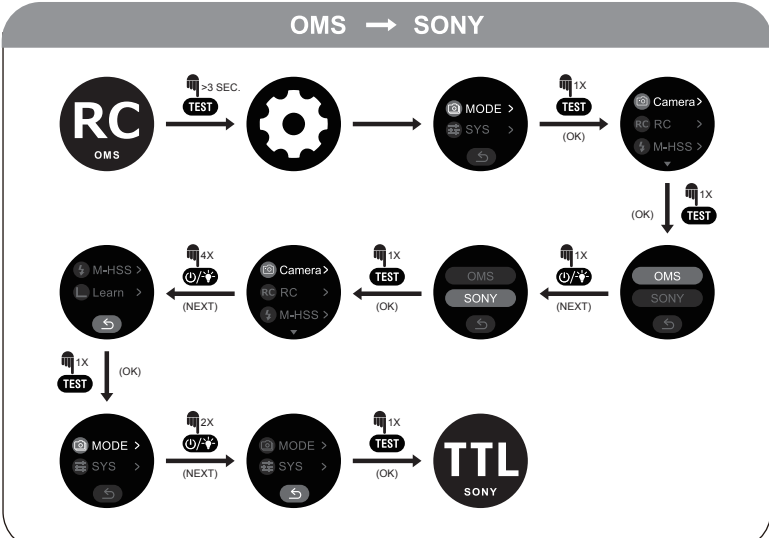 OMS → SONY
RC
OMS
>3 SEC.
TEST
MODE >
SYS >
1X
TEST
(OK)
Camera>
RC RC >
M-HSS >
(OK)
1X
TEST
OMS
SONY
1X
(NEXT)
OMS
SONY
1X
TEST
(OK)
Camera>
RC RC >
M-HSS >
4X
(NEXT)
M-HSS >
Learn >
1X
TEST
(OK)
MODE >
SYS >
2X
(NEXT)
MODE >
SYS >
1X
TEST
(OK)
TTL
SONY